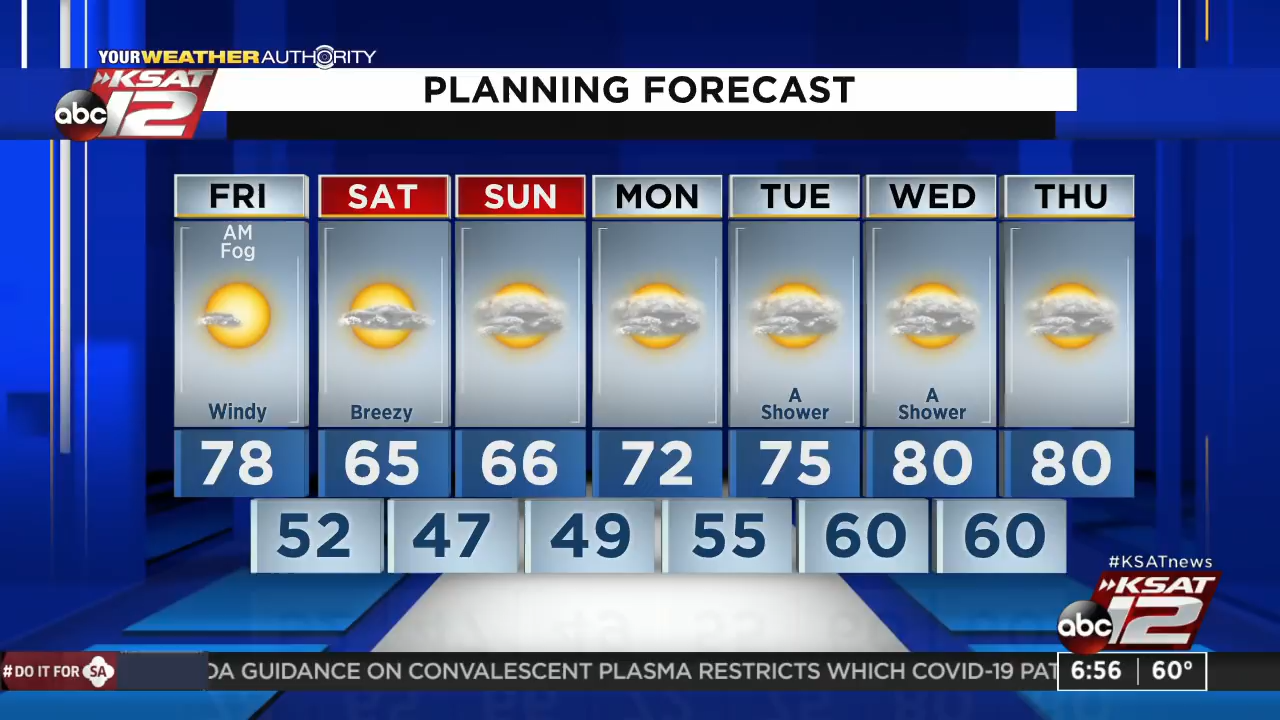 YOURWEATHERAUTHORITY
KSAT
abc 12
PLANNING FORECAST
FRI SAT SUN MON TUE WED THU
AM
Fog
Windy Breezy A Shower A Shower
78 65 66 72 75 80 80
52 47 49 55 60 60
#KSATnews
KSAT
abc 12
#DO IT FOR SA
DA GUIDANCE ON CONVALESCENT PLASMA RESTRICTS WHICH COVID-19 PAT
6:56 60°